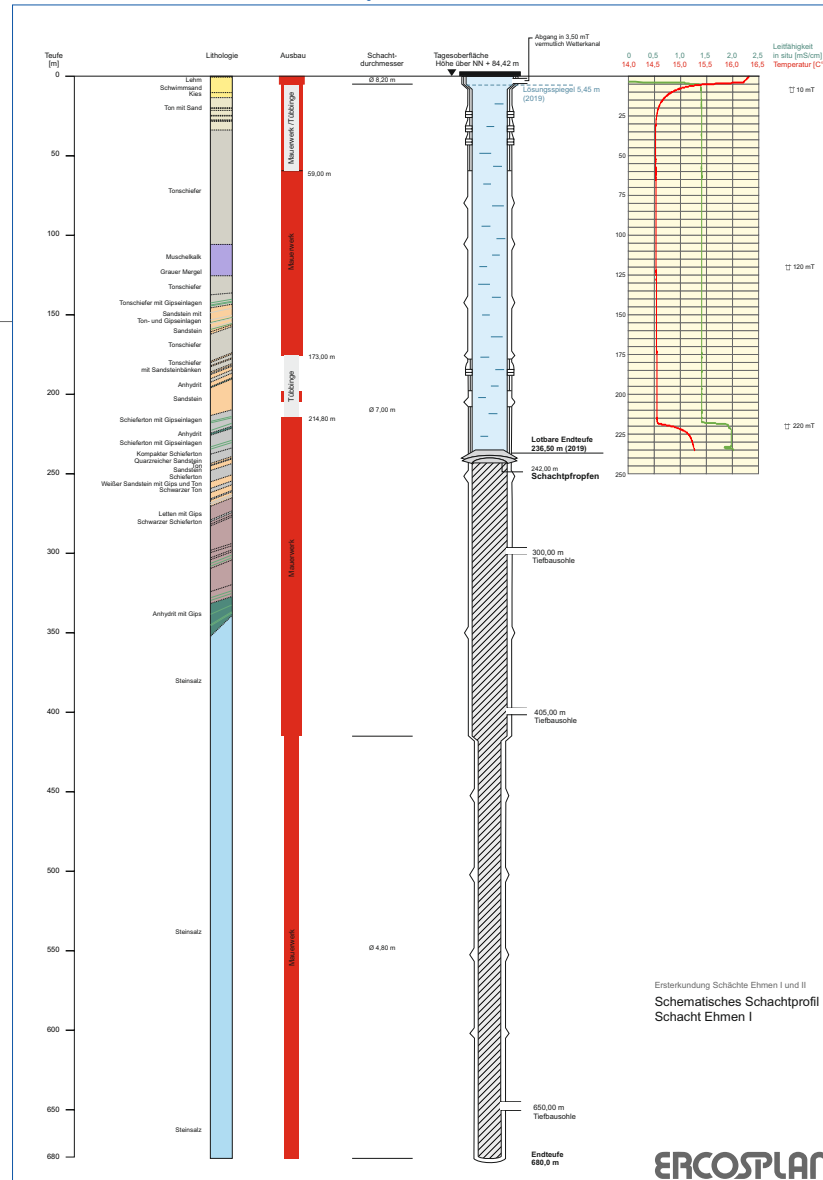 Abgang in 3,50 mT
vermutlich Wetterkanal
Teufe
[m]
Lithologie
Ausbau
Schacht-
durchmesser
Tagesoberfläche
Höhe über NN + 84,42 m
Leitfähigkeit
in situ [mS/cm]
Temperatur [C°
0 0,5 1,0 1,5 2,0 2,5
14,0 14,5 15,0 15,5 16,0 16,5
0
50
100
150
200
250
300
350
400
450
500
550
600
650
680
Lehm
Schwimmsand
Kies
Ton mit Sand
Tonschiefer
Muschelkalk
Grauer Mergel
Tonschiefer
Tonschiefer mit Gipseinlagen
Sandstein mit
Ton- und Gipseinlagen
Sandstein
Tonschiefer
Tonschiefer
mit Sandsteinbänken
Anhydrit
Sandstein
Schieferton mit Gipseinlagen
Anhydrit
Schieferton mit Gipseinlagen
Kompakter Schieferton
Quarzreicher Sandstein
Ton
Sandstein
Schieferton
Weißer Sandstein mit Gips und Ton
Schwarzer Ton
Letten mit Gips
Schwarzer Schieferton
Anhydrit mit Gips
Steinsalz
Steinsalz
Steinsalz
Mauerwerk /Tübbinge
59,00 m
Mauerwerk
173,00 m
Tübbinge
214,80 m
Mauerwerk
Mauerwerk
Ø 8,20 m
Ø 7,00 m
Ø 4,80 m
Lösungsspiegel 5,45 m
(2019)
Lotbare Endteufe
236,50 m (2019)
242,00 m
Schachtpfropfen
300,00 m
Tiefbausohle
405,00 m
Tiefbausohle
650,00 m
Tiefbausohle
Endteufe
680,0 m
25
50
75
100
125
150
175
200
225
250
10 mT
120 mT
220 mT
Ersterkundung Schächte Ehmen I und II
Schematisches Schachtprofil
Schacht Ehmen I
ERCOSPLAN